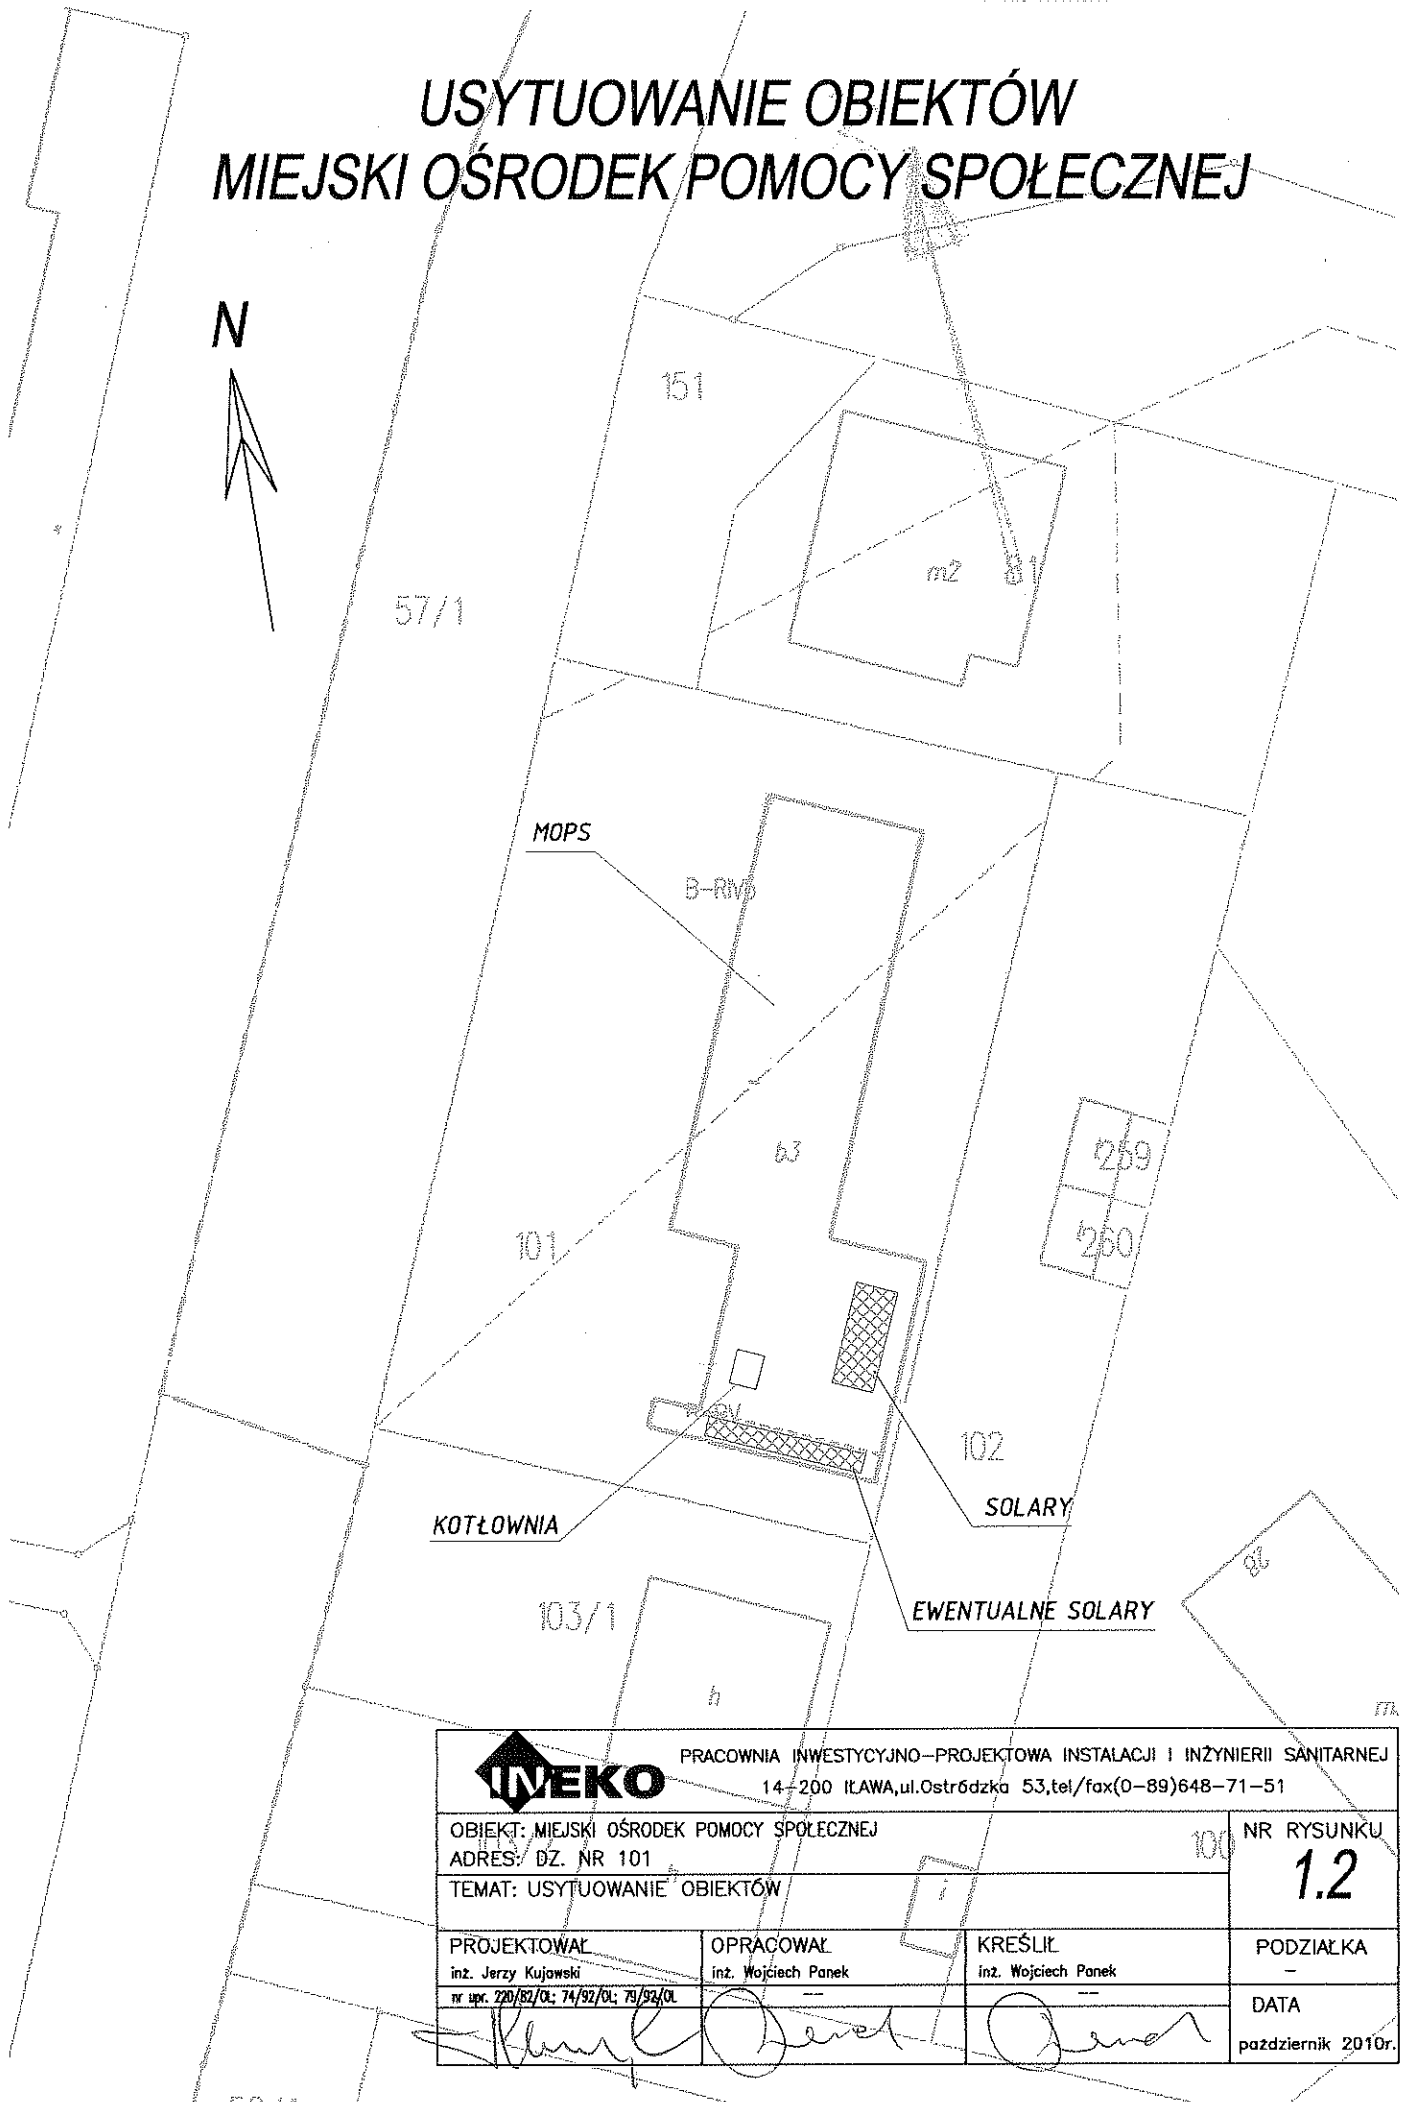 USYTUOWANIE OBIEKTÓW
MIEJSKI OŚRODEK POMOCY SPOŁECZNEJ
N
151
m2
81
57/1
MOPS
b3
259
101
260
102
SOLARY
KOTŁOWNIA
EWENTUALNE SOLARY
103/1
h
INEKO
PRACOWNIA INWESTYCYJNO-PROJEKTOWA INSTALACJI I INŻYNIERII SANITARNEJ
14-200 IŁAWA,ul.Ostródzka 53,tel/fax(0-89)648-71-51
OBIEKT: MIEJSKI OŚRODEK POMOCY SPOŁECZNEJ
ADRES: DZ. NR 101
100
NR RYSUNKU
1.2
TEMAT: USYTUOWANIE OBIEKTÓW
i
PROJEKTOWAŁ
inż. Jerzy Kujawski
nr upr. 220/82/OL; 74/92/OL; 79/92/OL
OPRACOWAŁ
inż. Wojciech Panek
--
KREŚLIŁ
inż. Wojciech Panek
--
PODZIAŁKA
–
DATA
październik 2010r.